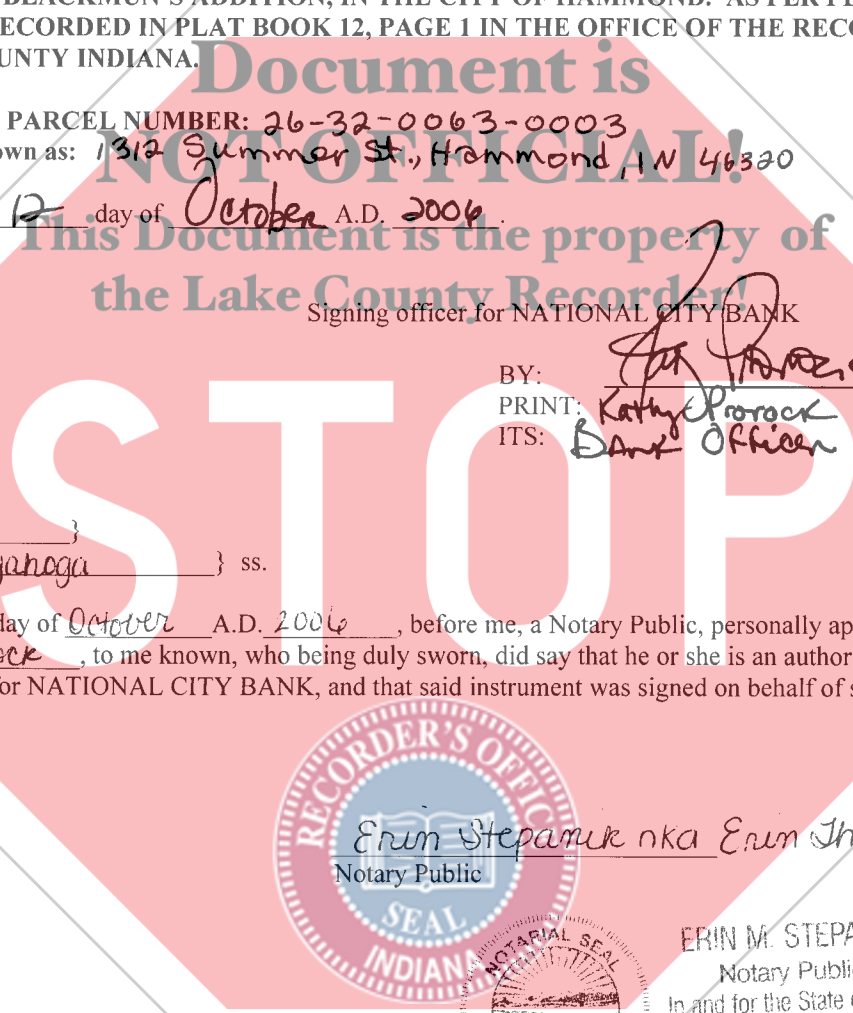 BLACKMUN'S ADDITION, IN THE CITY OF HAMMOND. AS PER PL
ECORDED IN PLAT BOOK 12, PAGE 1 IN THE OFFICE OF THE RECO
UNTY INDIANA.
Document is
PARCEL NUMBER: 26-32-0063-0003
NOT OFFICIAL!
own as: 1312 Summer St., Hammond, IN 46320
12 day of October A.D. 2006.
This Document is the property of
the Lake County Recorder!
Signing officer for NATIONAL CITY BANK
BY:
PRINT: Kathy Prorock
ITS: Bank Officer
STOP
}
yahoga } ss.
day of October A.D. 2006, before me, a Notary Public, personally ap
ock, to me known, who being duly sworn, did say that he or she is an author
for NATIONAL CITY BANK, and that said instrument was signed on behalf of s
RECORDER'S OFFICE
SEAL
INDIANA
Erin Stepanik nka Erin Th
Notary Public
NOTARIAL SEAL
ERIN M. STEPA
Notary Public
In and for the State o